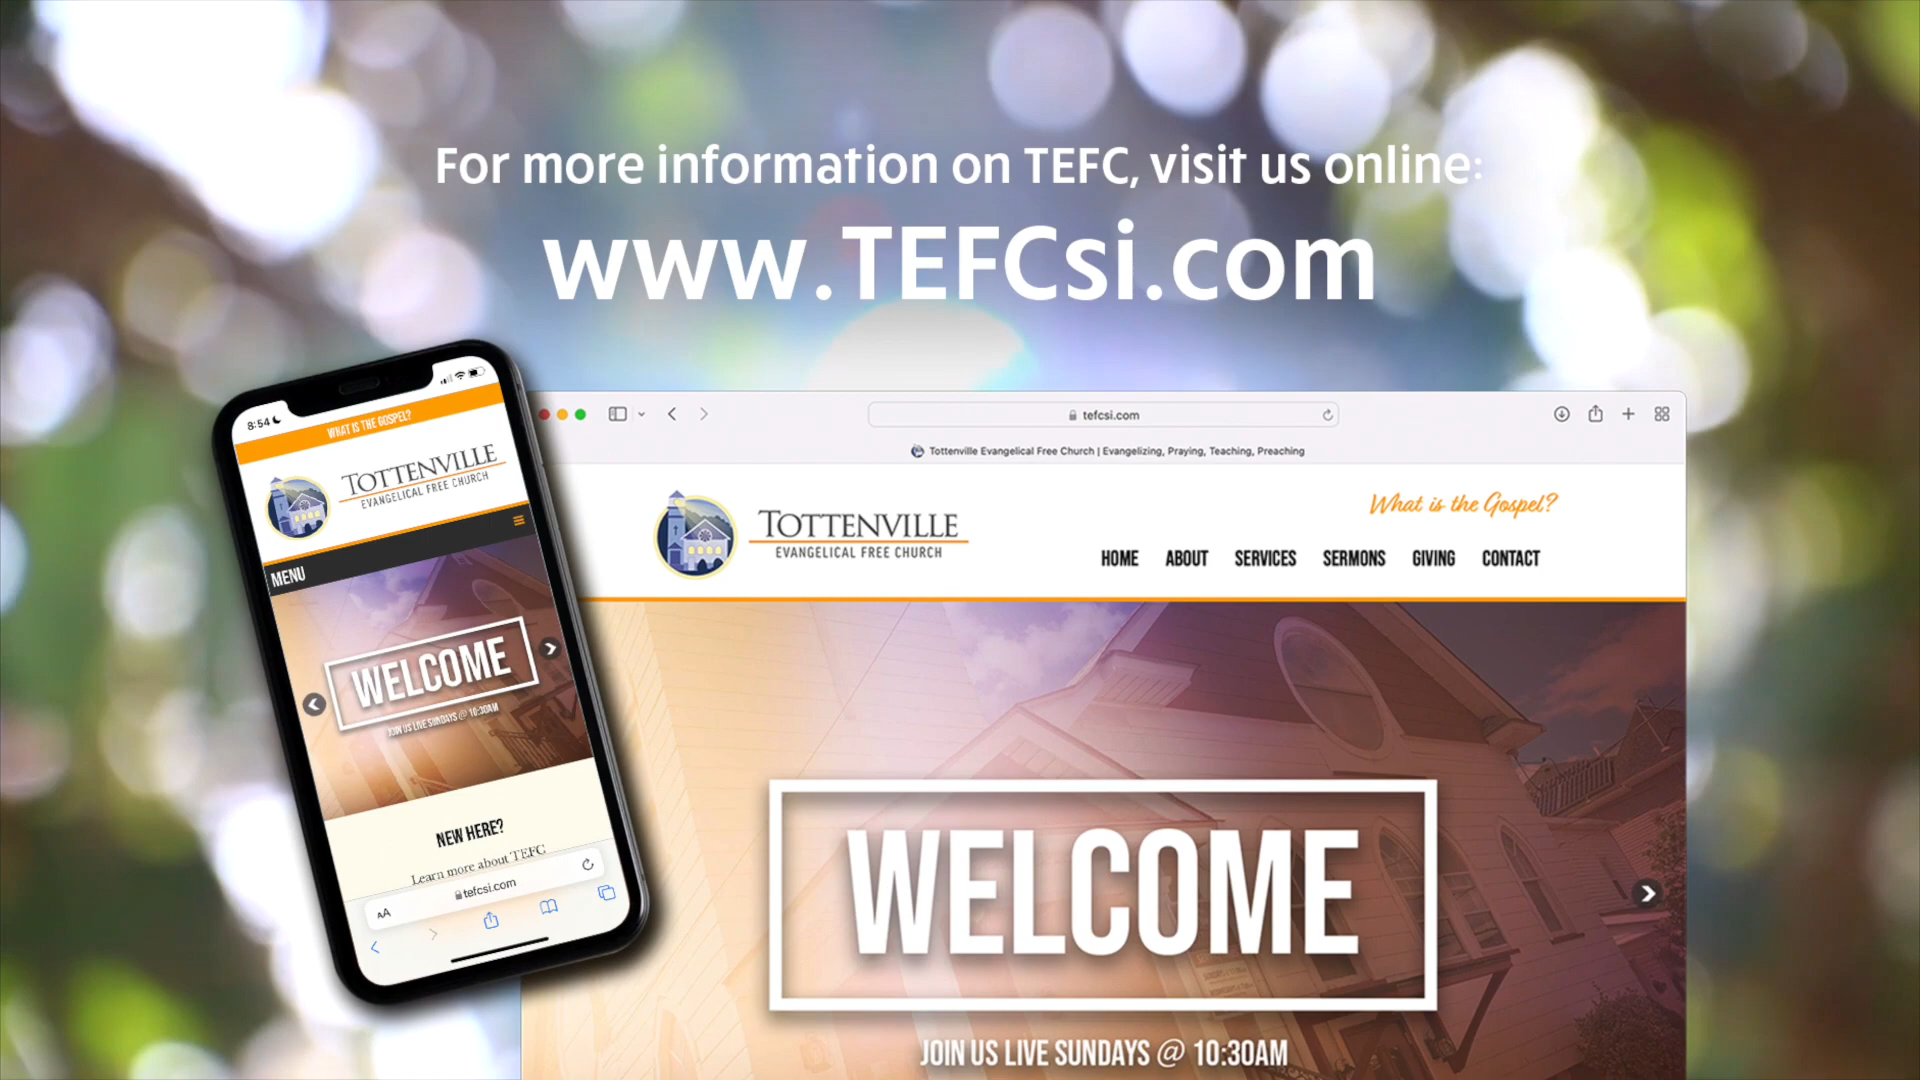 For more information on TEFC, visit us online:
www.TEFCsi.com
8:54
WHAT IS THE GOSPEL?
TOTTENVILLE
EVANGELICAL FREE CHURCH
MENU
WELCOME
JOIN US LIVE SUNDAYS @ 10:30AM
NEW HERE?
Learn more about TEFC
AA
tefcsi.com
tefcsi.com
Tottenville Evangelical Free Church | Evangelizing, Praying, Teaching, Preaching
What is the Gospel?
TOTTENVILLE
EVANGELICAL FREE CHURCH
HOME ABOUT SERVICES SERMONS GIVING CONTACT
WELCOME
JOIN US LIVE SUNDAYS @ 10:30AM